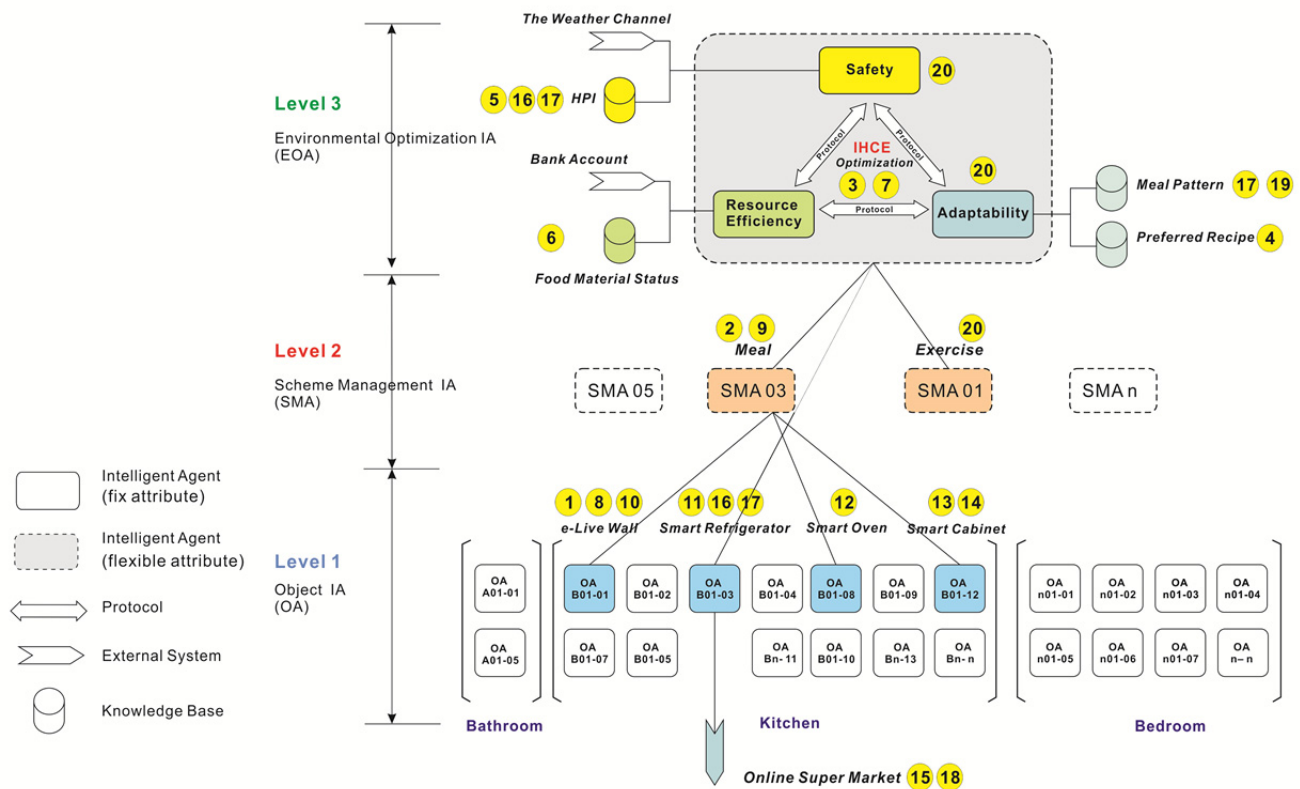 The Weather Channel
Safety
20
Level 3
5 16 17 HPI
Environmental Optimization IA
(EOA)
Protocol
Protocol
IHCE
Optimization
Bank Account
3 7
20
Meal Pattern 17 19
Resource
Efficiency
Protocol
Adaptability
6
Preferred Recipe 4
Food Material Status
2 9
20
Level 2
Meal
Exercise
Scheme Management IA
(SMA)
SMA 05
SMA 03
SMA 01
SMA n
Intelligent Agent
(fix attribute)
1 8 10
11 16 17
12
13 14
e-Live Wall
Smart Refrigerator
Smart Oven
Smart Cabinet
Intelligent Agent
(flexible attribute)
Level 1
Object IA
(OA)
OA
A01-01
OA
B01-01
OA
B01-02
OA
B01-03
OA
B01-04
OA
B01-08
OA
B01-09
OA
B01-12
OA
n01-01
OA
n01-02
OA
n01-03
OA
n01-04
Protocol
External System
OA
A01-05
OA
B01-07
OA
B01-05
OA
Bn- 11
OA
B01-10
OA
Bn-13
OA
Bn- n
OA
n01-05
OA
n01-06
OA
n01-07
OA
n- n
Knowledge Base
Bathroom
Kitchen
Bedroom
Online Super Market 15 18